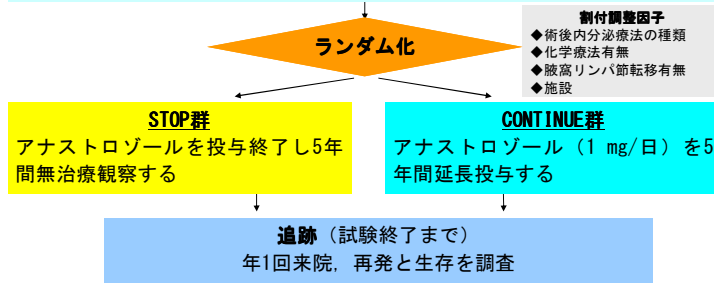 割付調整因子
◆術後内分泌療法の種類
◆化学療法有無
◆腋窩リンパ節転移有無
◆施設
ランダム化
STOP群
アナストロゾールを投与終了し5年
間無治療観察する
CONTINUE群
アナストロゾール（1 mg/日）を5
年間延長投与する
追跡（試験終了まで）
年1回来院，再発と生存を調査